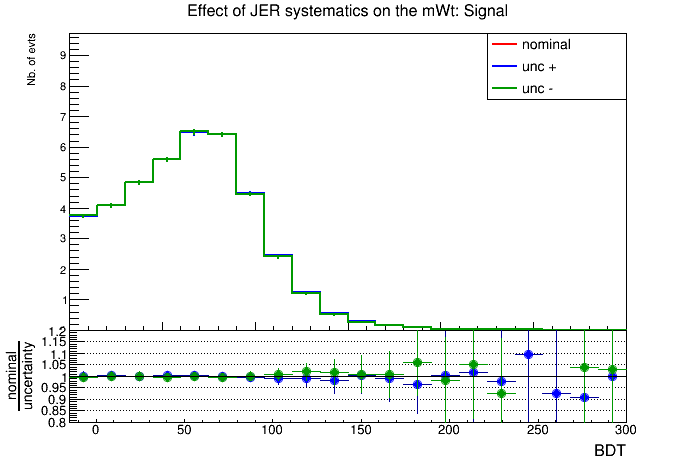 Effect of JER systematics on the mWt: Signal
Nb. of evts
nominal
unc +
unc -
9
8
7
6
5
4
3
2
1
nominal
uncertainty
1.2
1.15
1.1
1.05
1
0.95
0.9
0.85
0.8
0 50 100 150 200 250 300
BDT